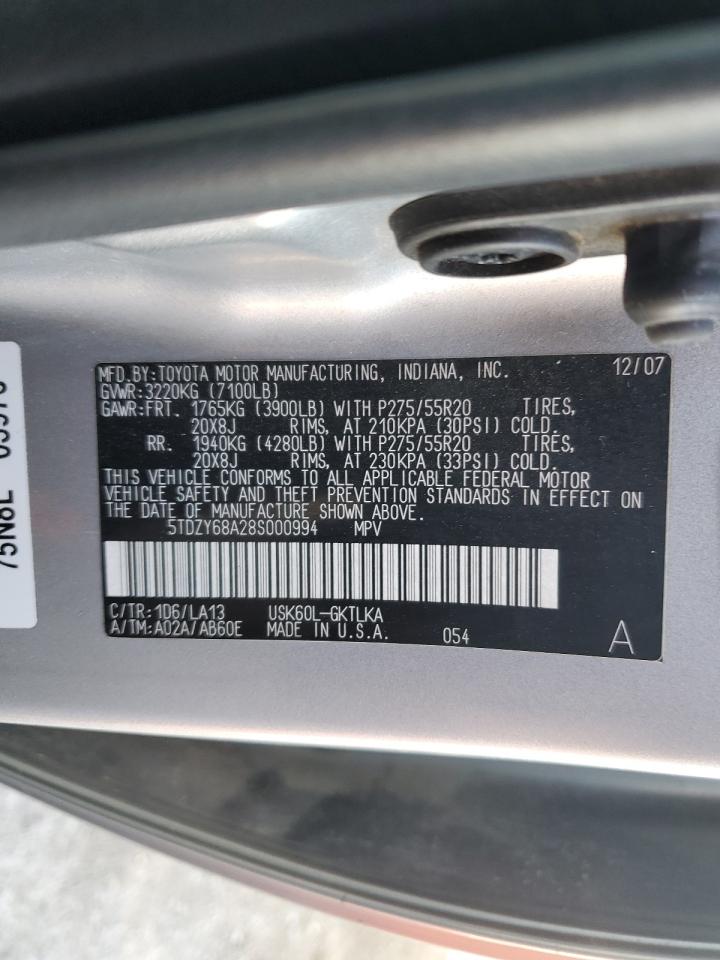 MFD.BY:TOYOTA MOTOR MANUFACTURING, INDIANA, INC. 12/07
GVWR:3220KG (7100LB)
GAWR:FRT. 1765KG (3900LB) WITH P275/55R20 TIRES,
20X8J RIMS, AT 210KPA (30PSI) COLD.
RR. 1940KG (4280LB) WITH P275/55R20 TIRES,
20X8J RIMS, AT 230KPA (33PSI) COLD.
THIS VEHICLE CONFORMS TO ALL APPLICABLE FEDERAL MOTOR
VEHICLE SAFETY AND THEFT PREVENTION STANDARDS IN EFFECT ON
THE DATE OF MANUFACTURE SHOWN ABOVE.
5TDZY68A28S000994 MPV
C/TR:1D6/LA13 USK60L-GKTLKA
A/TM:A02A/AB60E MADE IN U.S.A. 054 A